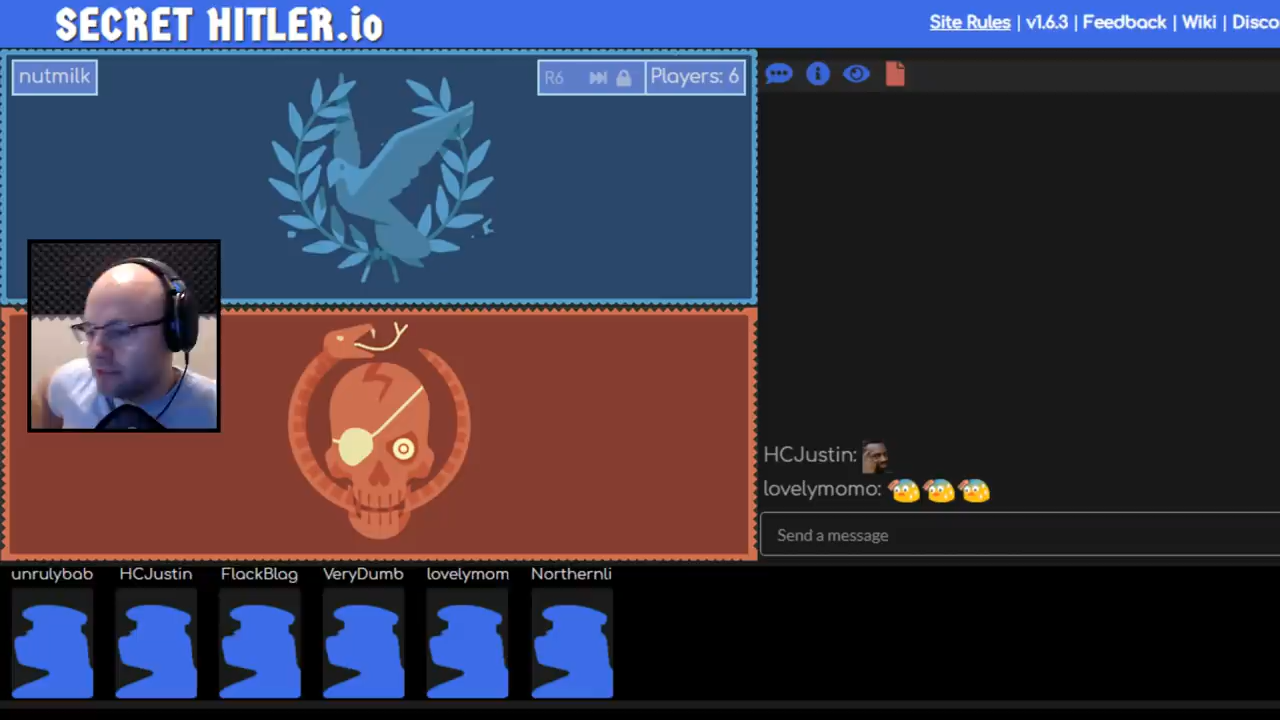 SECRET HITLER.io
Site Rules | v1.6.3 | Feedback | Wiki | Disco
nutmilk
R6
Players: 6
HCJustin:
lovelymomo:
Send a message
unrulybab HCJustin FlackBlag VeryDumb lovelymom Northernli